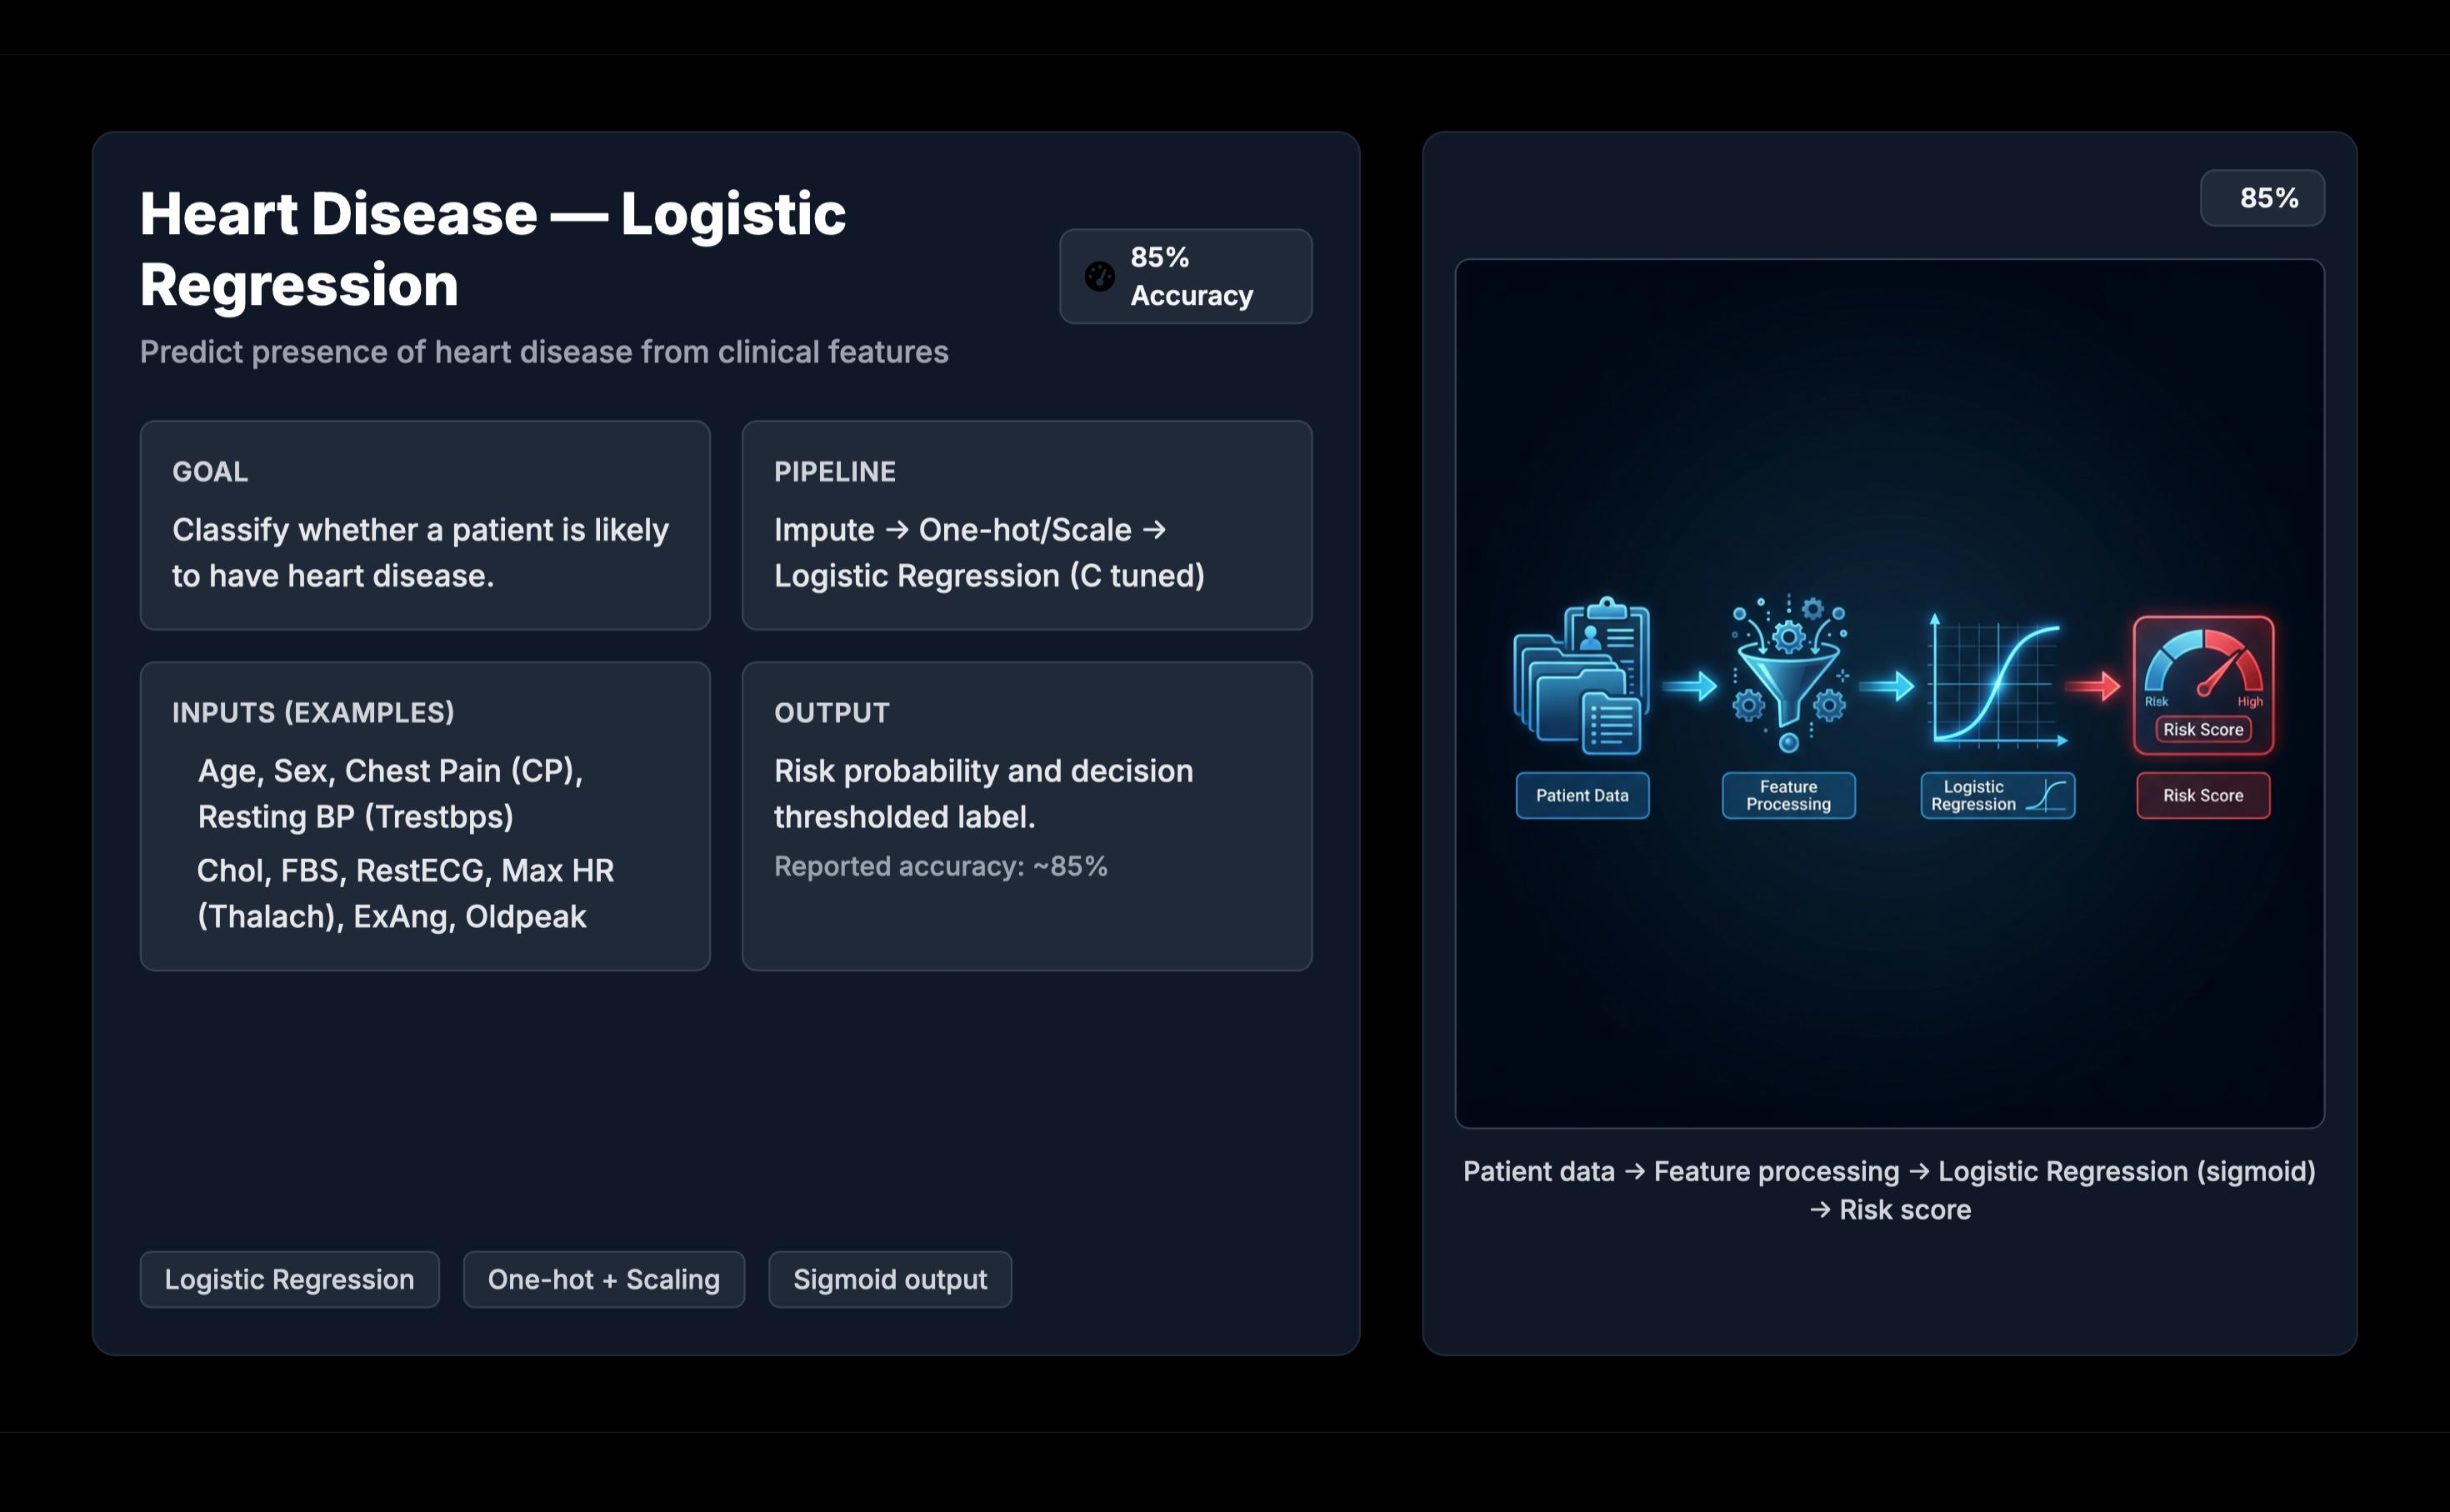 Heart Disease — Logistic
Regression
Predict presence of heart disease from clinical features
85%
Accuracy
GOAL
Classify whether a patient is likely
to have heart disease.
PIPELINE
Impute → One-hot/Scale →
Logistic Regression (C tuned)
INPUTS (EXAMPLES)
Age, Sex, Chest Pain (CP),
Resting BP (Trestbps)
Chol, FBS, RestECG, Max HR
(Thalach), ExAng, Oldpeak
OUTPUT
Risk probability and decision
thresholded label.
Reported accuracy: ~85%
Logistic Regression
One-hot + Scaling
Sigmoid output
85%
Risk
High
Risk Score
Patient Data
Feature
Processing
Logistic
Regression
Risk Score
Patient data → Feature processing → Logistic Regression (sigmoid)
→ Risk score